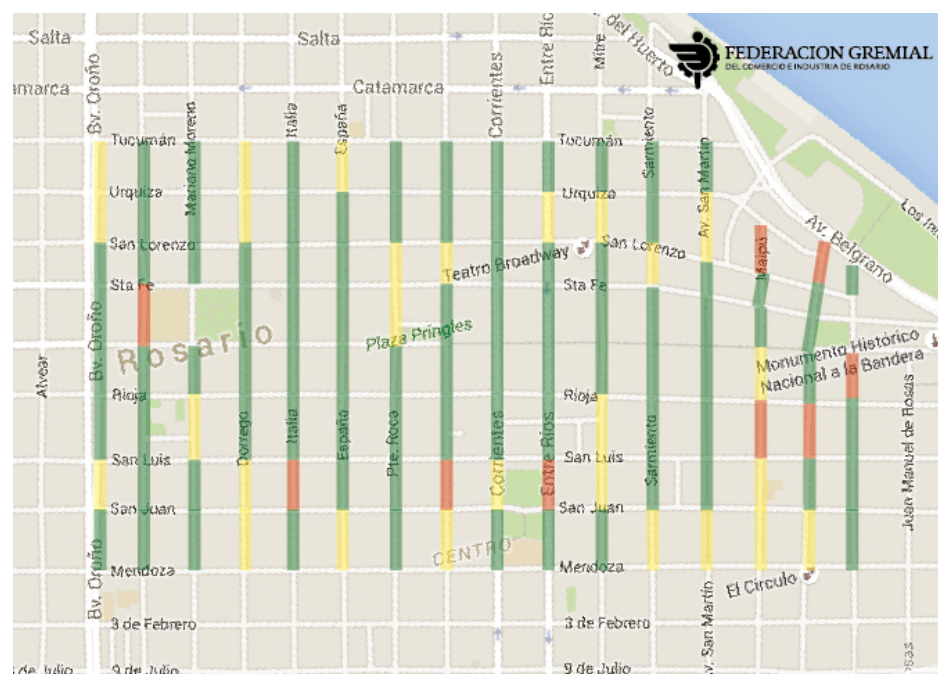 Salta
Salta
Entre Río
Mitre
del Huerto
FEDERACION GREMIAL
DEL COMERCIO E INDUSTRIA DE ROSARIO
amarca
Catamarca
Bv. Oroño
Mariano Moreno
Italia
España
Corrientes
Tucumán
Tucumán
Sarmiento
Av. San Martín
Urquiza
Urquiza
San Lorenzo
San Lorenzo
Teatro Broadway
Maipú
Av. Belgrano
Sta Fe
Sta Fe
Bv. Oroño
Rosario
Plaza Pringles
Monumento Histórico
Nacional a la Bandera
Alvear
Rioja
Rioja
Dorrego
Italia
España
Pte. Roca
Corrientes
Entre Ríos
Sarmiento
Juan Manuel de Rosas
San Luis
San Luis
San Juan
San Juan
CENTRO
Bv. Oroño
Mendoza
Mendoza
El Círculo
3 de Febrero
3 de Febrero
v. San Martín
osas
de Julio
9 de Julio
9 de Julio